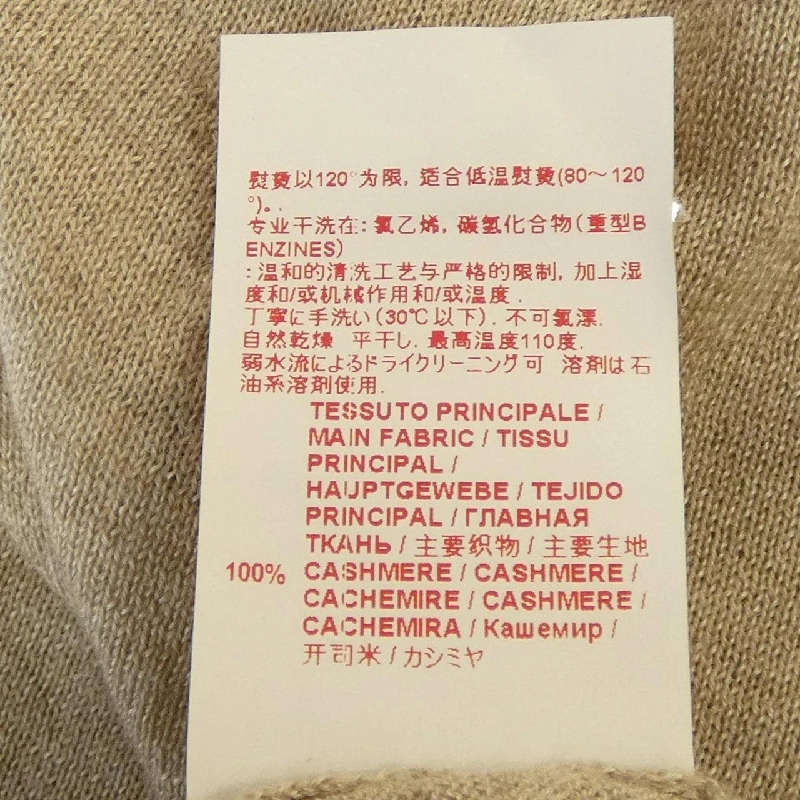 熨烫以120°为限, 适合低温熨烫(80～120
°)。.
专业干洗在: 氯乙烯, 碳氢化合物(重型B
ENZINES)
: 温和的清洗工艺与严格的限制, 加上湿
度和/或机械作用和/或温度 .
丁寧に手洗い(30℃以下). 不可氯漂.
自然乾燥 平干し. 最高温度110度.
弱水流によるドライクリーニング可 溶剤は石
油系溶剤使用.
TESSUTO PRINCIPALE /
MAIN FABRIC / TISSU
PRINCIPAL /
HAUPTGEWEBE / TEJIDO
PRINCIPAL / ГЛАВНАЯ
ТКАНЬ / 主要织物 / 主要生地
100% CASHMERE / CASHMERE /
CACHEMIRE / CASHMERE /
CACHEMIRA / Кашемир /
开司米 / カシミヤ